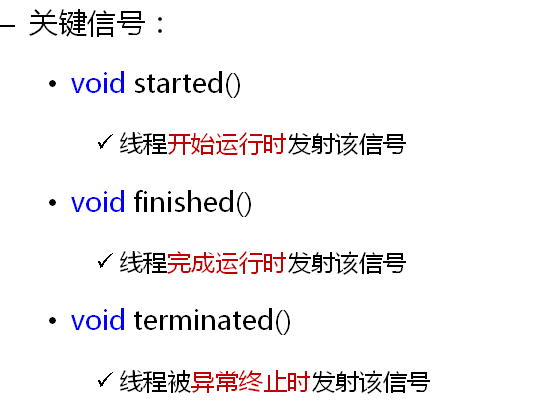 – 关键信号：
• void started()
✓ 线程开始运行时发射该信号
• void finished()
✓ 线程完成运行时发射该信号
• void terminated()
✓ 线程被异常终止时发射该信号